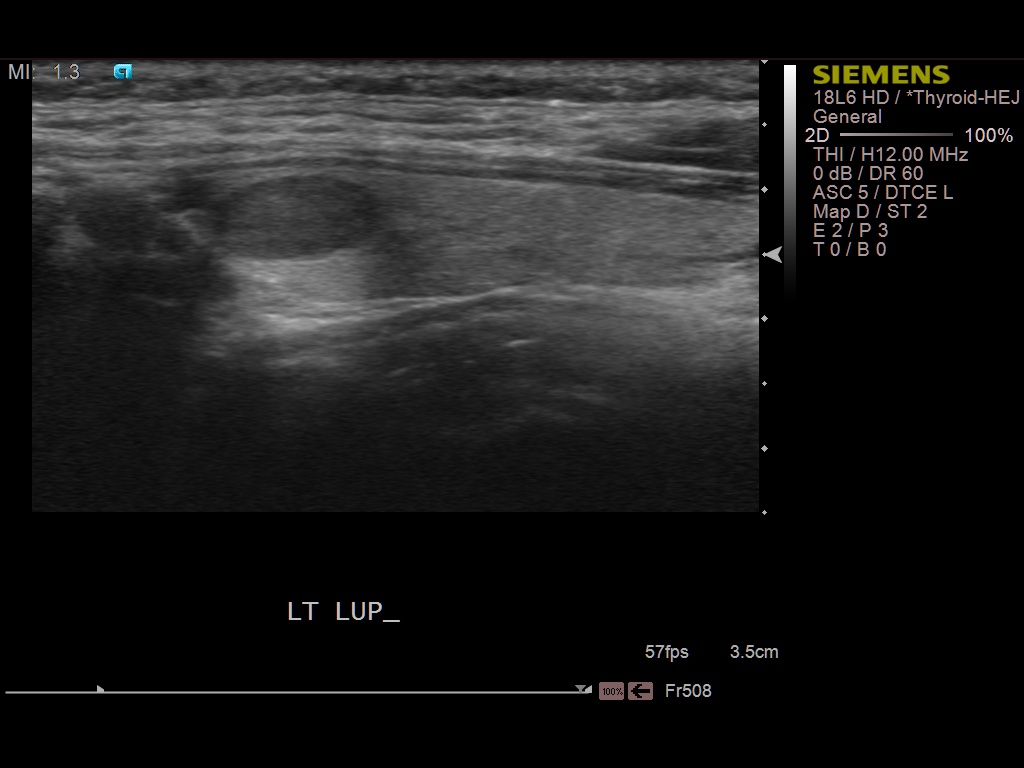 MI: 1.3
SIEMENS
18L6 HD / *Thyroid-HEJ
General
2D 100%
THI / H12.00 MHz
0 dB / DR 60
ASC 5 / DTCE L
Map D / ST 2
E 2 / P 3
T 0 / B 0
LT LUP_
57fps 3.5cm
100% Fr508